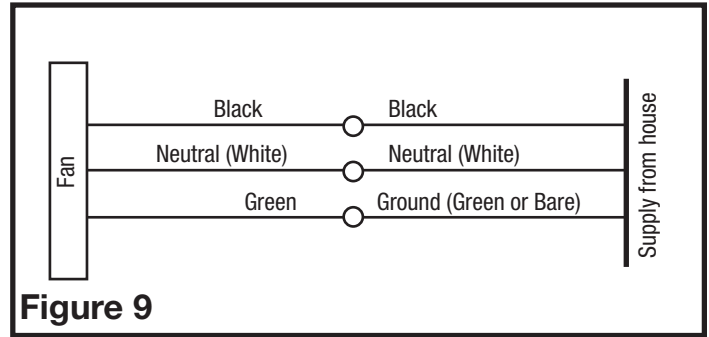 Black Black
Neutral (White) Neutral (White)
Green Ground (Green or Bare)
Fan
Supply from house
Figure 9